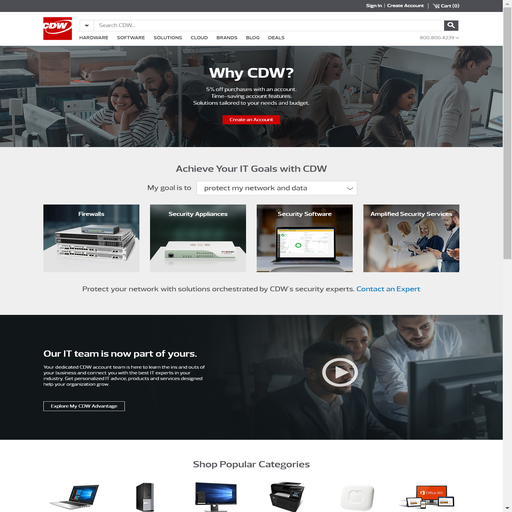 Sign In | Create Account | Cart (0)
CDW
Search CDW...
HARDWARE SOFTWARE SOLUTIONS CLOUD BRANDS BLOG DEALS
800.800.4239
Why CDW?
5% off purchases with an account.
Time-saving account features.
Solutions tailored to your needs and budget.
Create an Account
Achieve Your IT Goals with CDW
My goal is to protect my network and data
Firewalls
Security Appliances
Security Software
Amplified Security Services
Protect your network with solutions orchestrated by CDW's security experts. Contact an Expert
Our IT team is now part of yours.
Your dedicated CDW account team is here to learn the ins and outs of
your business and connect you with the best IT experts in your
industry. Get personalized IT advice, products and services designed
help your organization grow.
Explore My CDW Advantage
Shop Popular Categories
Office 365